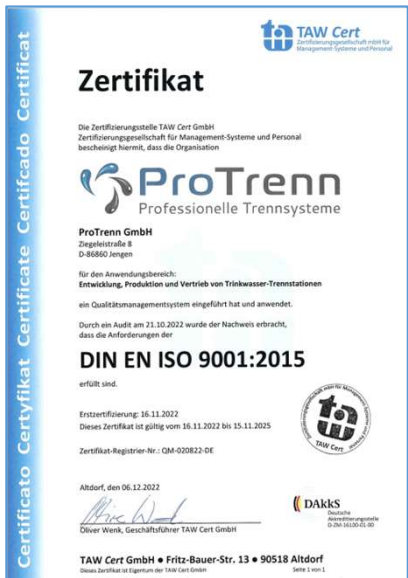 TAW Cert
Zertifizierungsgesellschaft mbH für
Management-Systeme und Personal
Certificato Certyfikat Certificate Certifcado Certificat
Zertifikat
Die Zertifizierungsstelle TAW Cert GmbH
Zertifizierungsgesellschaft für Management-Systeme und Personal
bescheinigt hiermit, dass die Organisation
ProTrenn
Professionelle Trennsysteme
ProTrenn GmbH
Ziegeleistraße 8
D-86860 Jengen
für den Anwendungsbereich:
Entwicklung, Produktion und Vertrieb von Trinkwasser-Trennstationen
ein Qualitätsmanagementsystem eingeführt hat und anwendet.
Durch ein Audit am 21.10.2022 wurde der Nachweis erbracht,
dass die Anforderungen der
DIN EN ISO 9001:2015
erfüllt sind.
Erstzertifizierung: 16.11.2022
Dieses Zertifikat ist gültig vom 16.11.2022 bis 15.11.2025
Zertifikat-Registrier-Nr.: QM-020822-DE
TAW Cert
Altdorf, den 06.12.2022
Oliver Wenk, Geschäftsführer TAW Cert GmbH
DAkkS
Deutsche
Akkreditierungsstelle
D-ZM-16100-01-00
TAW Cert GmbH ● Fritz-Bauer-Str. 13 ● 90518 Altdorf
Dieses Zertifikat ist Eigentum der TAW Cert GmbH
Seite 1 von 1